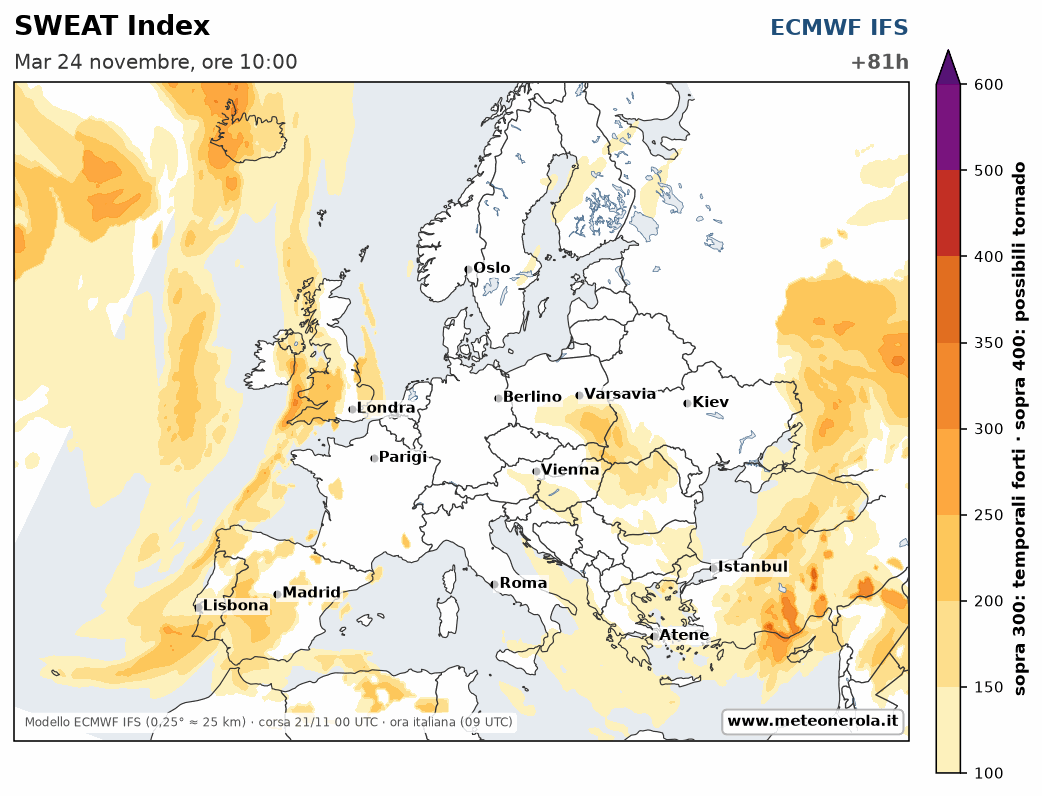 SWEAT Index
ECMWF IFS
Mar 24 novembre, ore 10:00
+81h
Oslo
Londra
Berlino
Varsavia
Kiev
Parigi
Vienna
Istanbul
Roma
Madrid
Lisbona
Atene
Modello ECMWF IFS (0,25° ≈ 25 km) · corsa 21/11 00 UTC · ora italiana (09 UTC)
www.meteonerola.it
600
500
400
350
300
250
200
150
100
sopra 300: temporali forti · sopra 400: possibili tornado